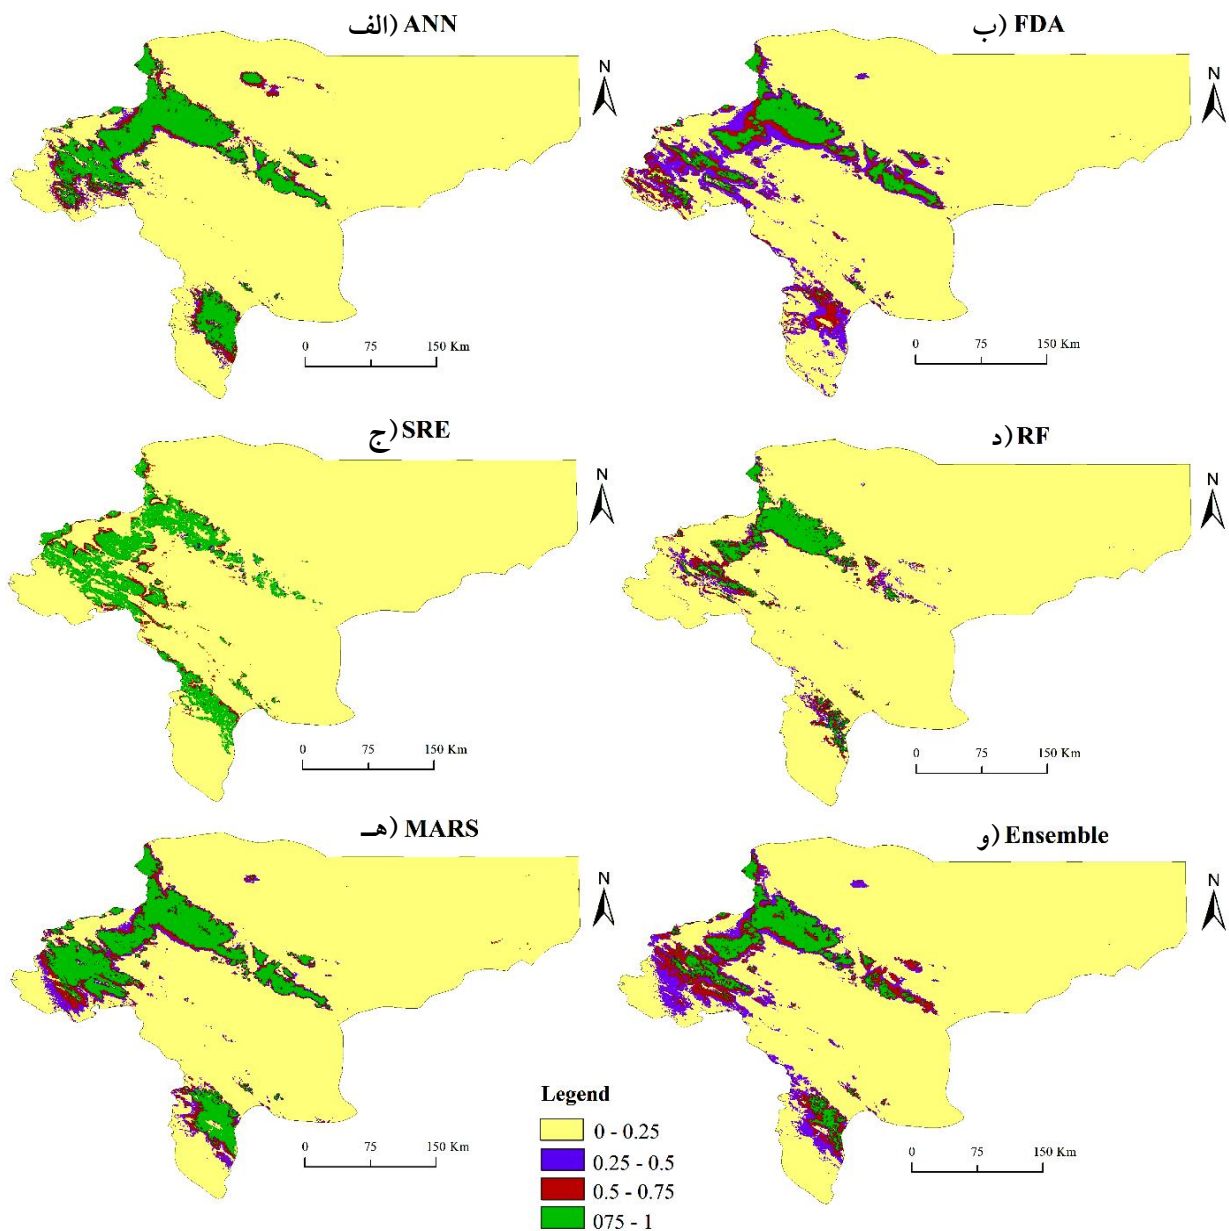 الف) ANN
ب) FDA
N
N
0 75 150 Km
0 75 150 Km
ج) SRE
د) RF
N
N
0 75 150 Km
0 75 150 Km
هـ) MARS
و) Ensemble
N
N
0 75 150 Km
0 75 150 Km
Legend
0 - 0.25
0.25 - 0.5
0.5 - 0.75
075 - 1